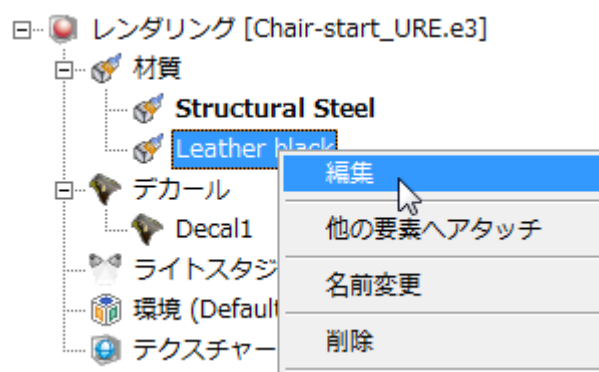 レンダリング [Chair-start_URE.e3]
材質
Structural Steel
Leather black
編集
デカール
Decal1
他の要素へアタッチ
ライトスタジ
名前変更
環境 (Default
テクスチャー
削除